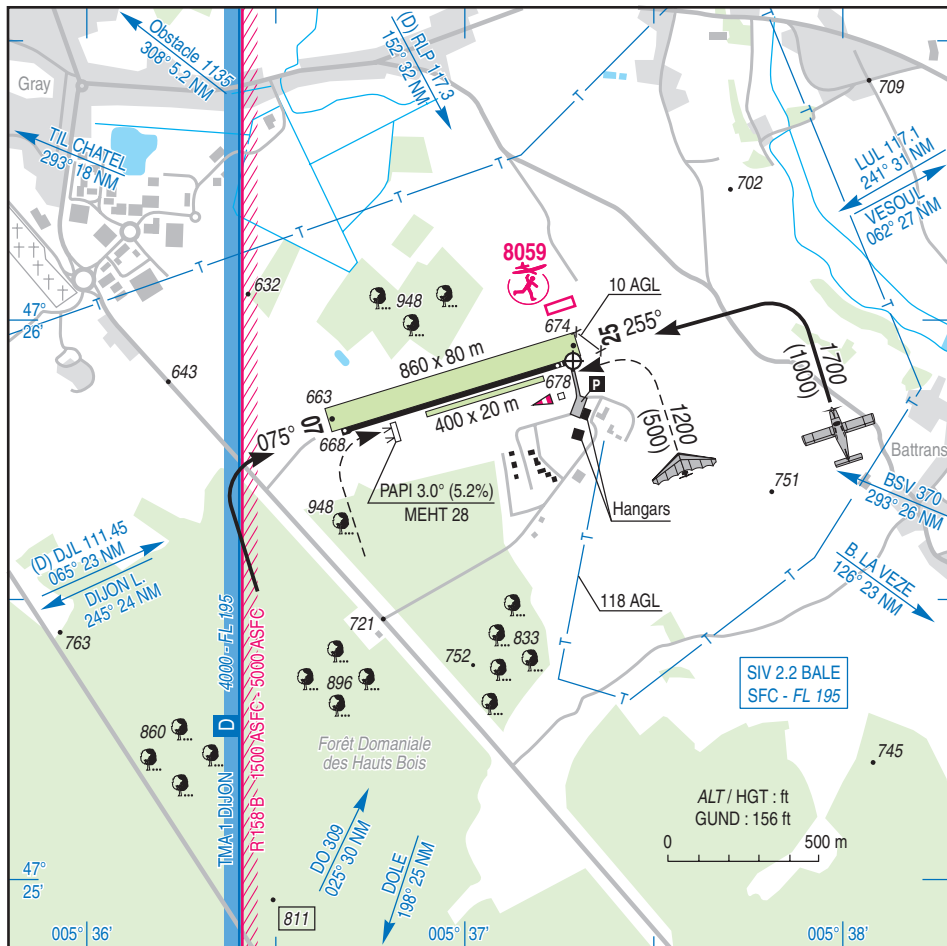 Obstacle 1135
308° 5.2 NM
(D) RLP 117.3
152° 32 NM
Gray
709
TIL CHATEL
293° 18 NM
T
T
T
LUL 117.1
241° 31 NM
VESOUL
062° 27 NM
702
T
T
8059
10 AGL
632
948
47°
26'
674
25
255°
860 x 80 m
1700
(1000)
643
678
P
663
07
075°
668
400 x 20 m
1200
(500)
Battrans
PAPI 3.0° (5.2%)
MEHT 28
751
BSV 370
293° 26 NM
948
Hangars
T
(D) DJL 111.45
065° 23 NM
DIJON L.
245° 24 NM
B. LA VEZE
126° 23 NM
118 AGL
721
T
T
763
833
752
896
SIV 2.2 BALE
SFC - FL 195
T
TMA 1 DIJON
D
4000 - FL 195
R 158 B - 1500 ASFC - 5000 ASFC
860
Forêt Domaniale
des Hauts Bois
745
ALT / HGT : ft
GUND : 156 ft
0
500 m
DO 309
025° 30 NM
DOLE
198° 25 NM
47°
25'
811
005° 36'
005° 37'
005° 38'